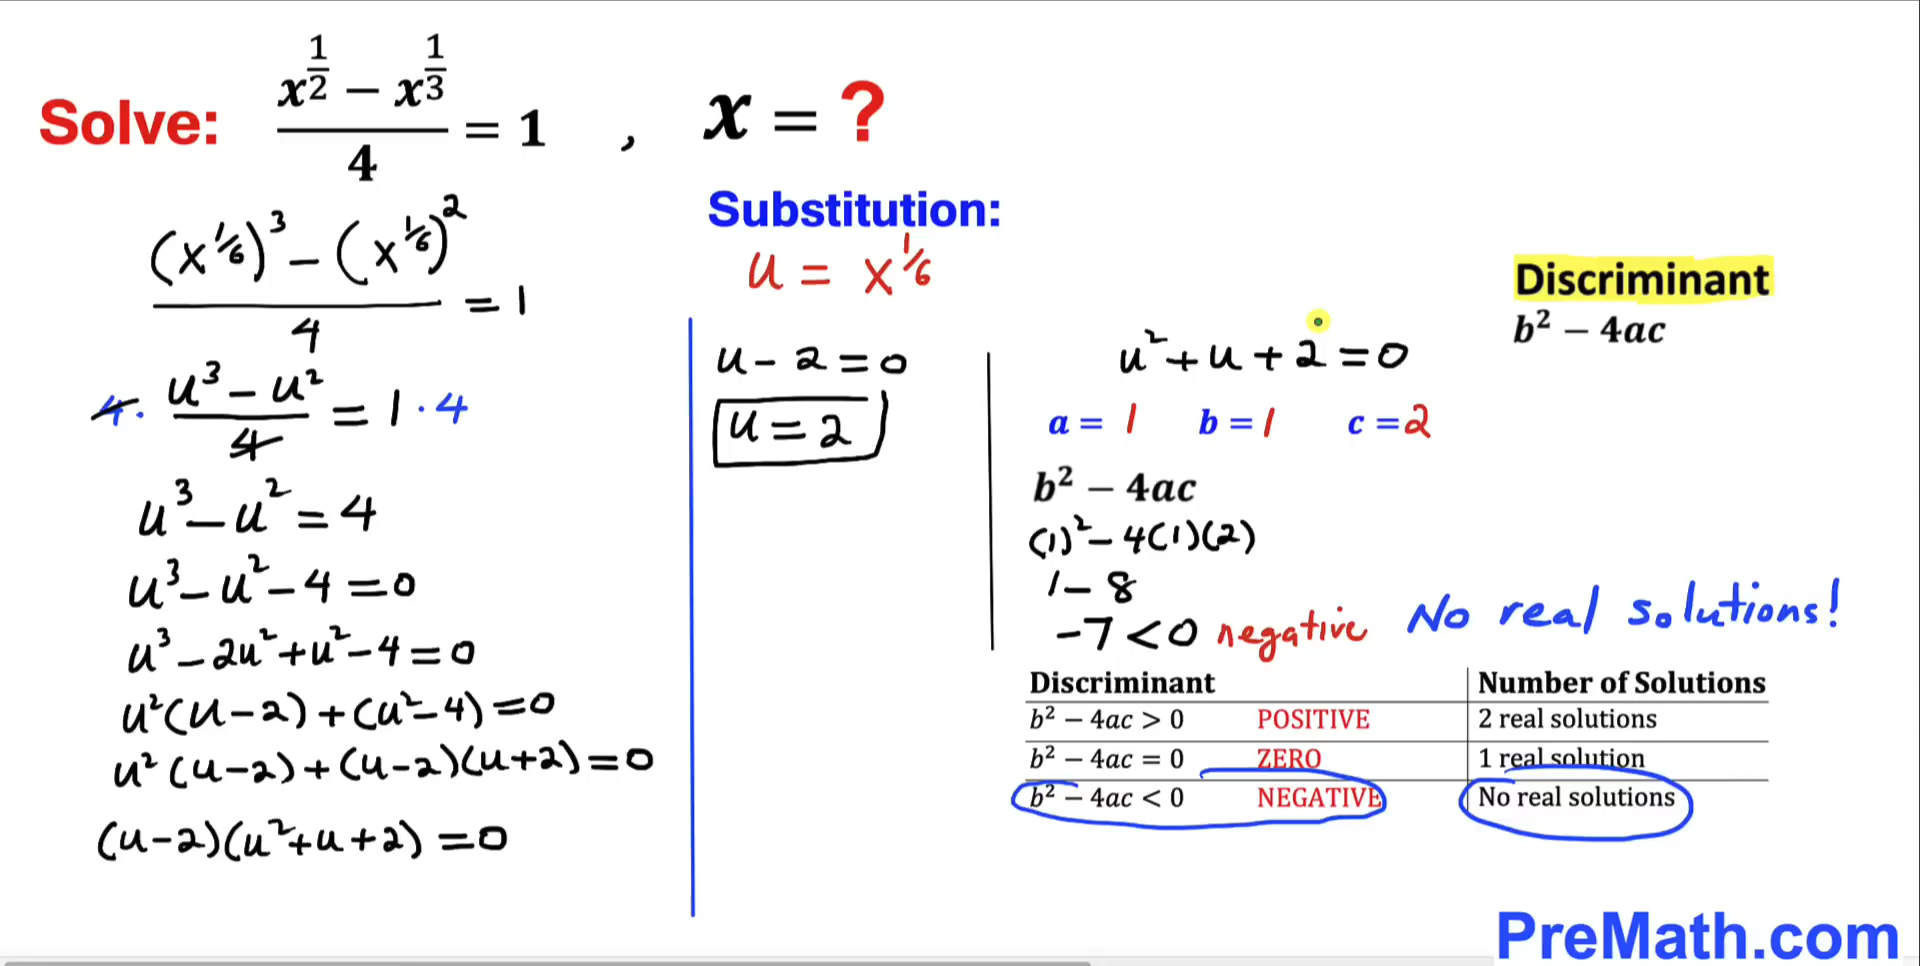 Solve: x^(1/2) − x^(1/3) / 4 = 1 , x = ?
(x^(1/6))^3 − (x^(1/6))^2 / 4 = 1
4 · u³ − u² / 4 = 1 · 4
u³ − u² = 4
u³ − u² − 4 = 0
u³ − 2u² + u² − 4 = 0
u²(u − 2) + (u² − 4) = 0
u²(u − 2) + (u − 2)(u + 2) = 0
(u − 2)(u² + u + 2) = 0
Substitution:
u = x^(1/6)
u − 2 = 0
u = 2
u² + u + 2 = 0
a = 1 b = 1 c = 2
b² − 4ac
(1)² − 4(1)(2)
1 − 8
−7 < 0 negative No real solutions!
Discriminant
b² − 4ac
Discriminant Number of Solutions
b² − 4ac > 0 POSITIVE 2 real solutions
b² − 4ac = 0 ZERO 1 real solution
b² − 4ac < 0 NEGATIVE No real solutions
PreMath.com